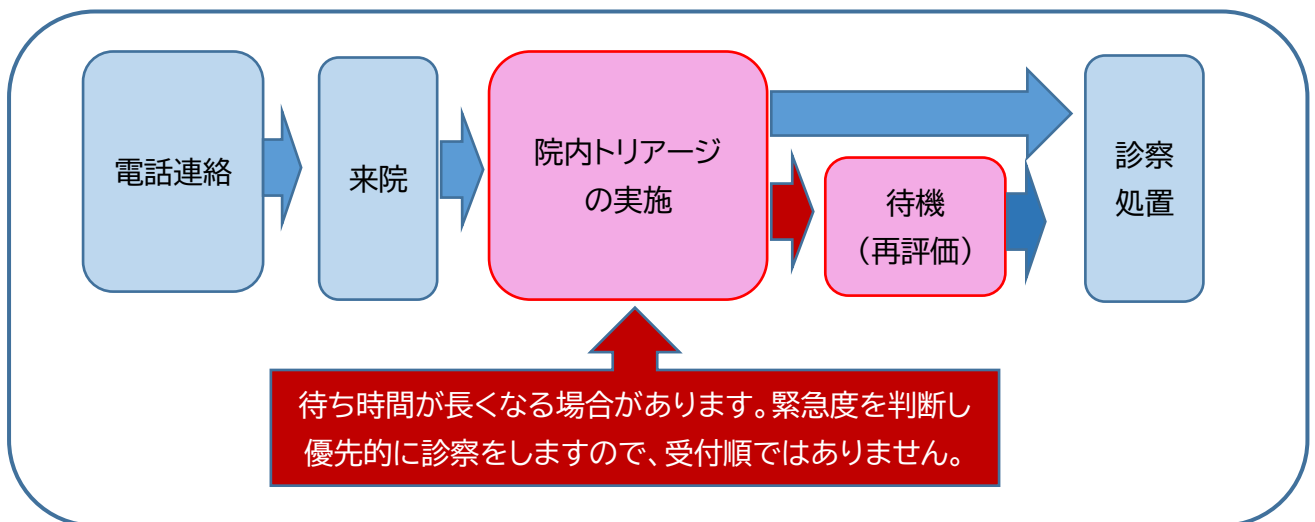 電話連絡
来院
院内トリアージ
の実施
待機
（再評価）
診察
処置
待ち時間が長くなる場合があります。緊急度を判断し
優先的に診察をしますので、受付順ではありません。